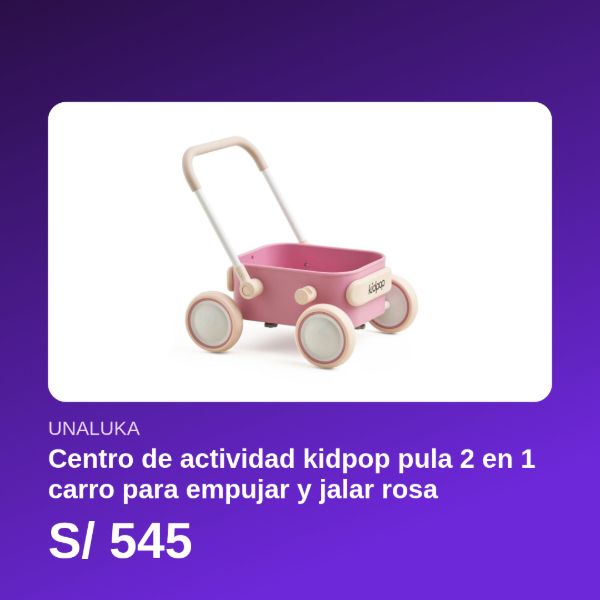 kidpop
UNALUKA
Centro de actividad kidpop pula 2 en 1
carro para empujar y jalar rosa
S/ 545